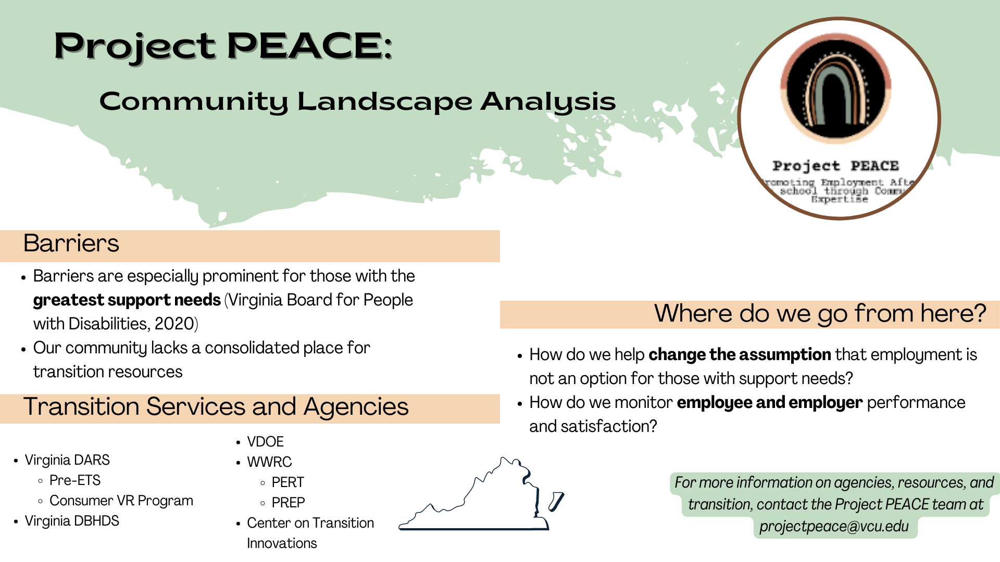 Project PEACE:
Community Landscape Analysis
Project PEACE
romoting Employment Afte
school through Commu
Expertise
Barriers
• Barriers are especially prominent for those with the
greatest support needs (Virginia Board for People
with Disabilities, 2020)
• Our community lacks a consolidated place for
transition resources
Transition Services and Agencies
• Virginia DARS
◦ Pre-ETS
◦ Consumer VR Program
• Virginia DBHDS
• VDOE
• WWRC
◦ PERT
◦ PREP
• Center on Transition
Innovations
Where do we go from here?
• How do we help change the assumption that employment is
not an option for those with support needs?
• How do we monitor employee and employer performance
and satisfaction?
For more information on agencies, resources, and
transition, contact the Project PEACE team at
projectpeace@vcu.edu